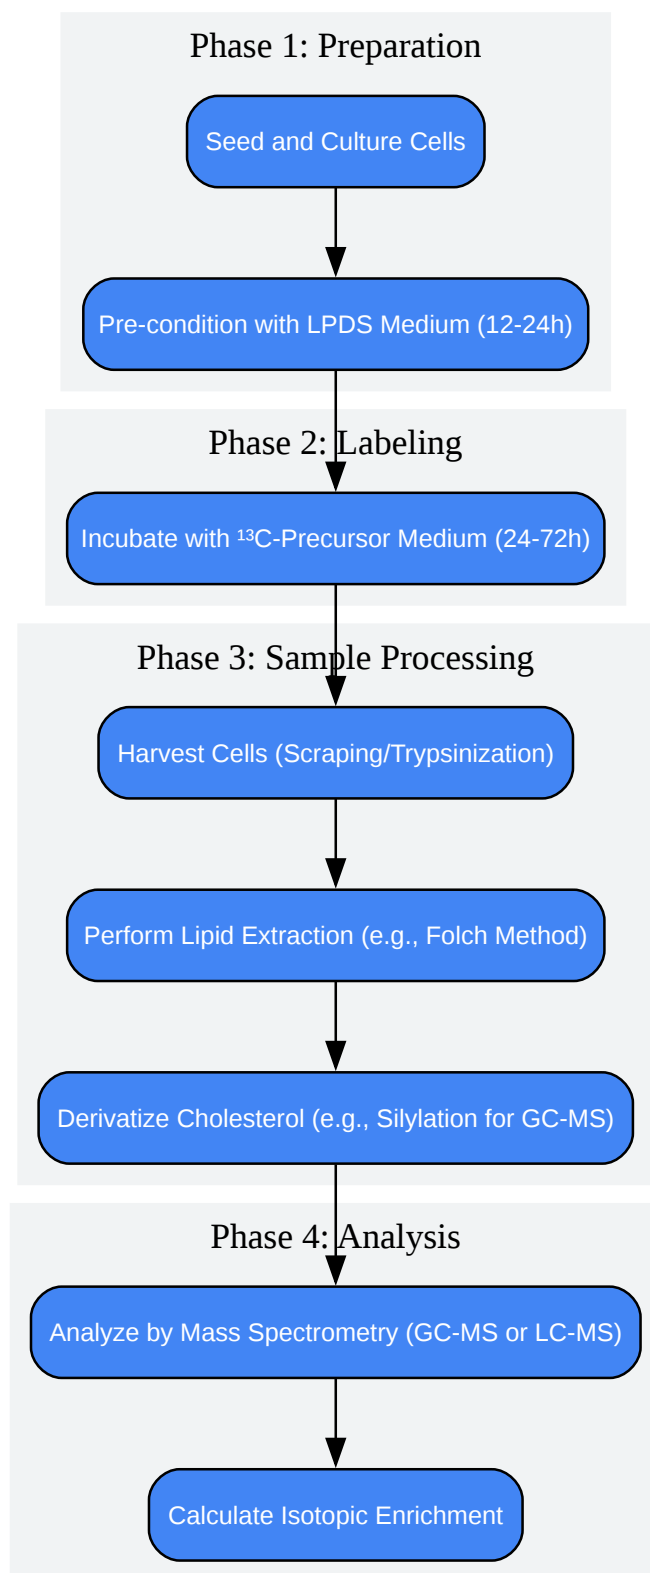 Phase 1: Preparation
Seed and Culture Cells
Pre-condition with LPDS Medium (12-24h)
Phase 2: Labeling
Incubate with ¹³C-Precursor Medium (24-72h)
Phase 3: Sample Processing
Harvest Cells (Scraping/Trypsinization)
Perform Lipid Extraction (e.g., Folch Method)
Derivatize Cholesterol (e.g., Silylation for GC-MS)
Phase 4: Analysis
Analyze by Mass Spectrometry (GC-MS or LC-MS)
Calculate Isotopic Enrichment